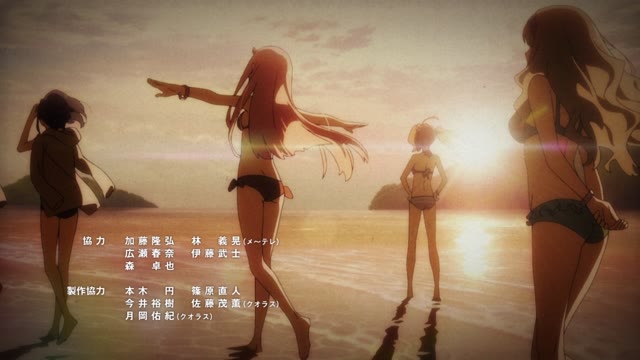 協力 加藤隆弘 林 義晃(メ〜テレ)
広瀬春奈 伊藤武士
森 卓也
製作協力 本木 円 篠原直人
今井裕樹 佐藤茂薫(クオラス)
月岡佑紀(クオラス)